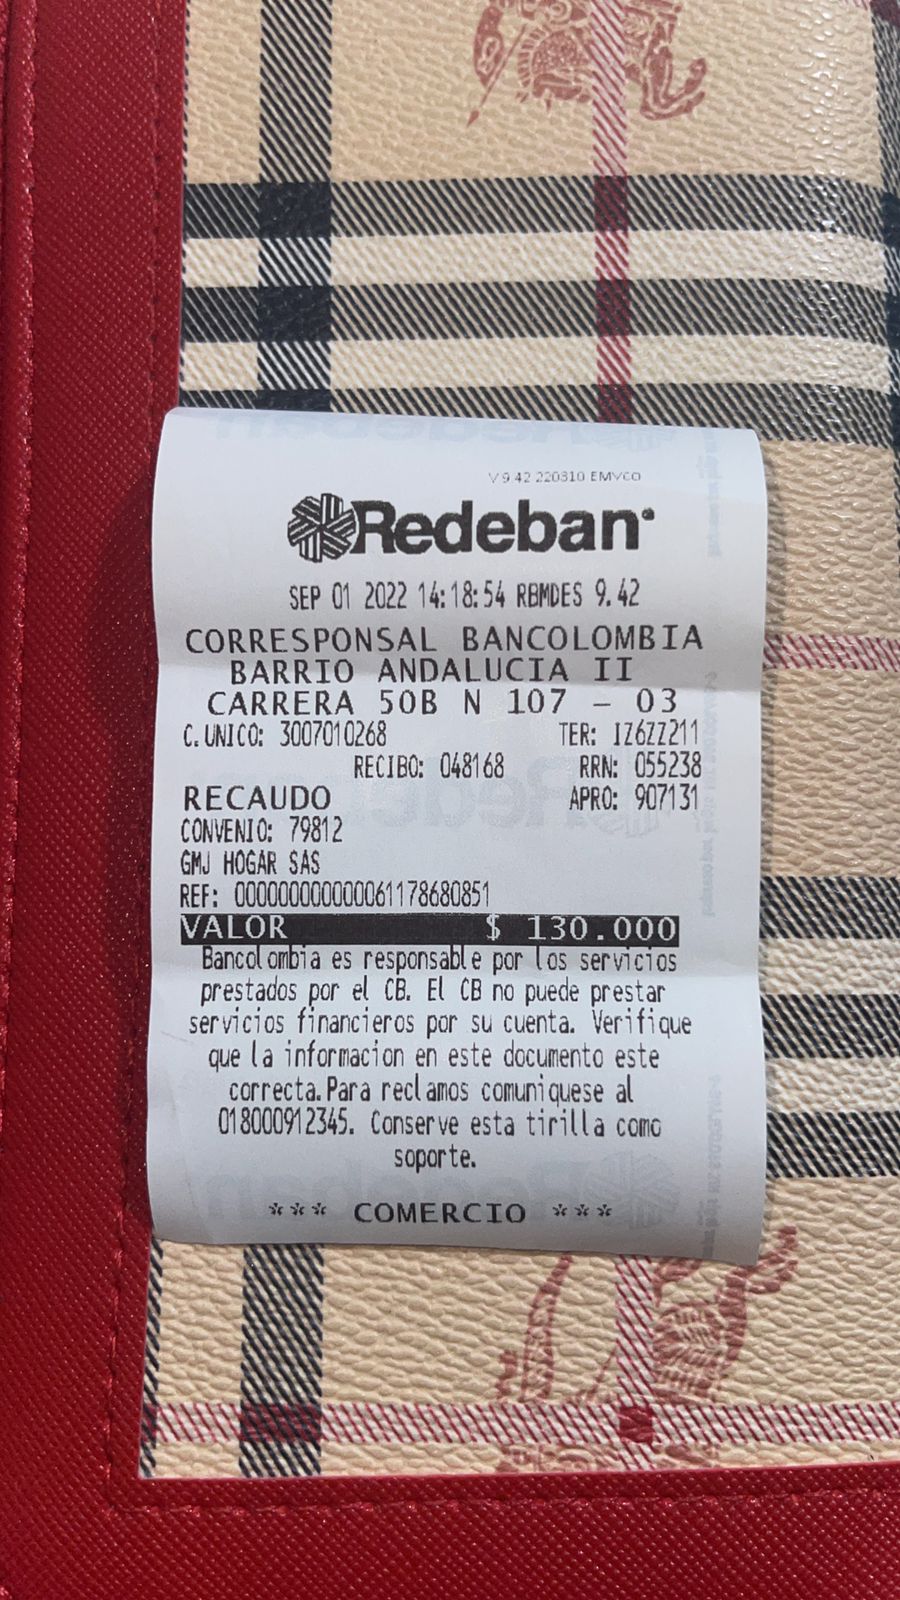 V 9.42 220310 EMVCO
Redeban
SEP 01 2022 14:18:54 RBMDES 9.42
CORRESPONSAL BANCOLOMBIA
BARRIO ANDALUCIA II
CARRERA 50B N 107 - 03
C.UNICO: 3007010268 TER: IZ6ZZ211
RECIBO: 048168 RRN: 055238
RECAUDO APRO: 907131
CONVENIO: 79812
GMJ HOGAR SAS
REF: 000000000000061178680851
VALOR $ 130.000
Bancolombia es responsable por los servicios
prestados por el CB. El CB no puede prestar
servicios financieros por su cuenta. Verifique
que la informacion en este documento este
correcta.Para reclamos comuniquese al
018000912345. Conserve esta tirilla como
soporte.
*** COMERCIO ***